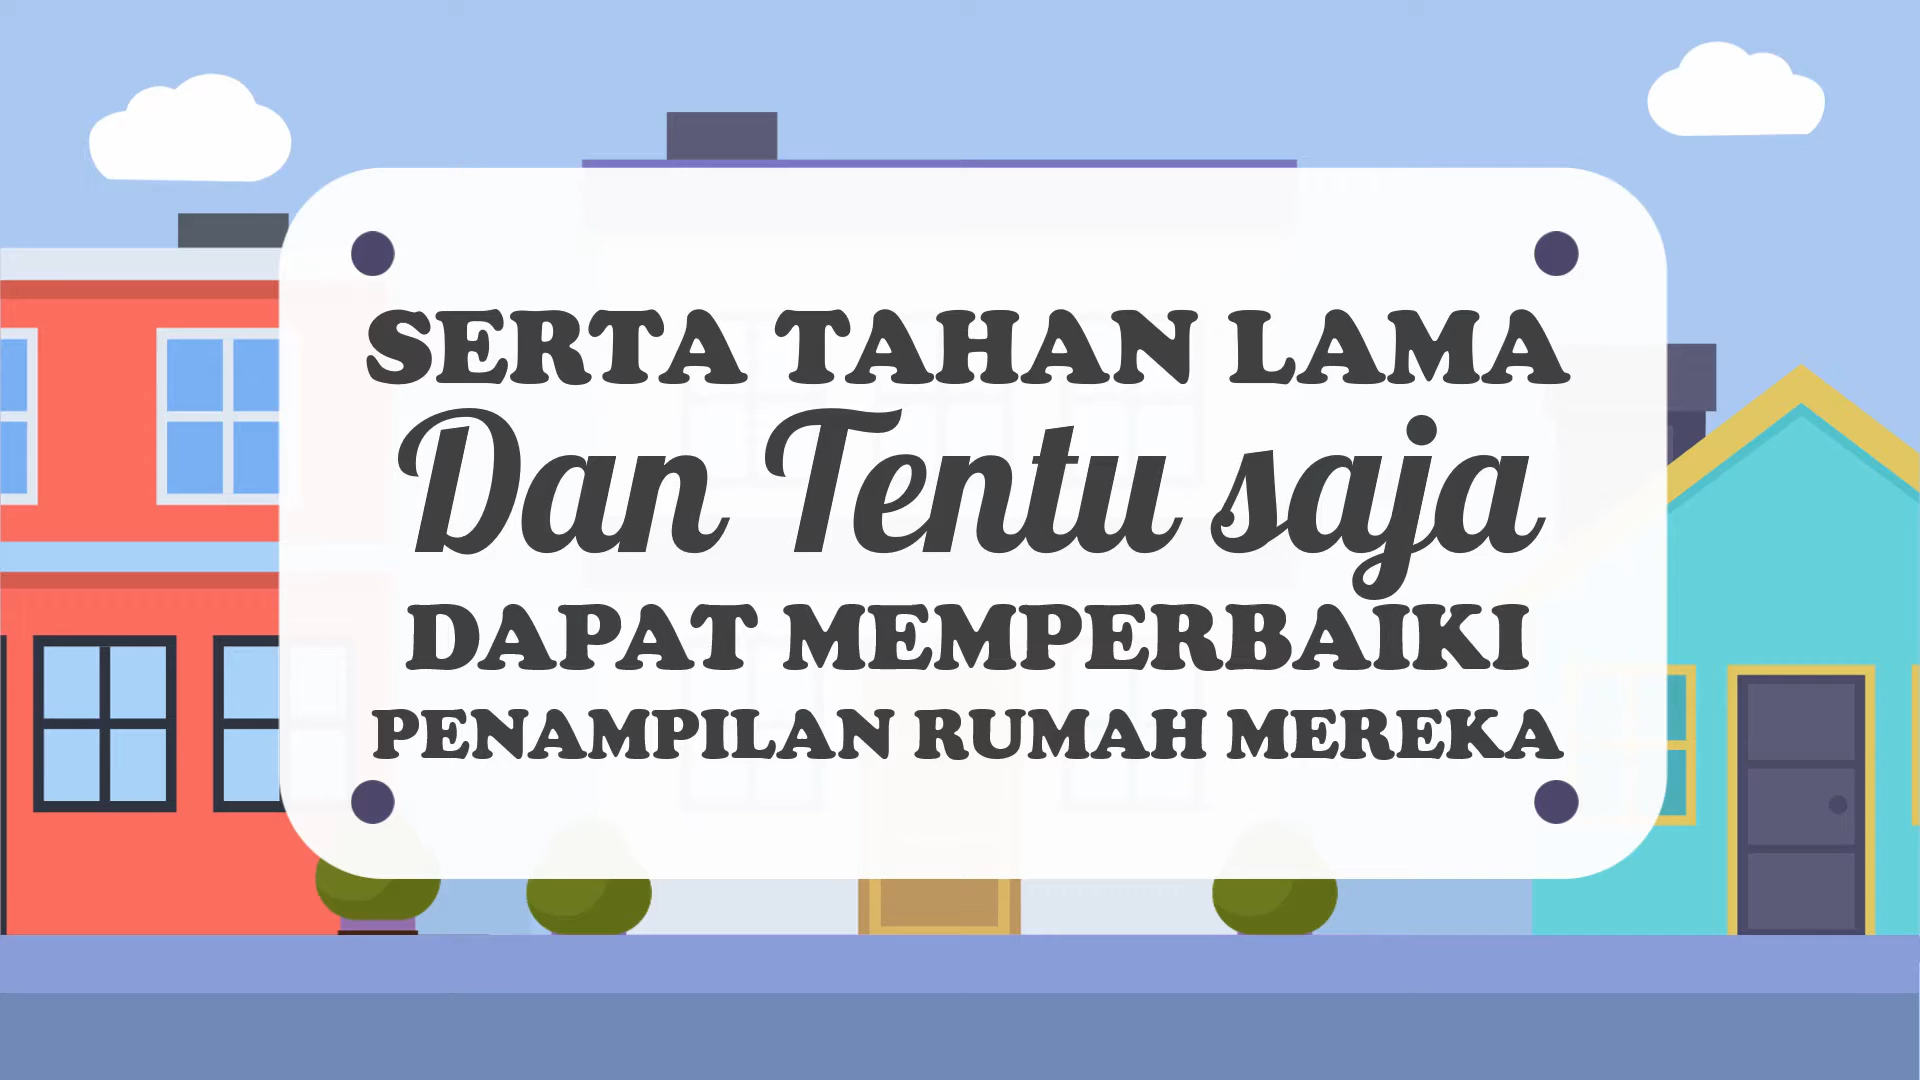 SERTA TAHAN LAMA
Dan Tentu saja
DAPAT MEMPERBAIKI
PENAMPILAN RUMAH MEREKA